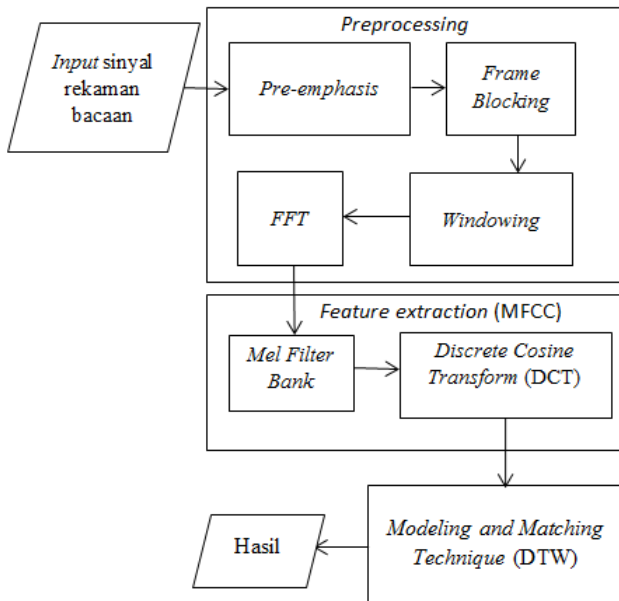 Preprocessing
Input sinyal
rekaman
bacaan
Pre-emphasis
Frame
Blocking
FFT
Windowing
Feature extraction (MFCC)
Mel Filter
Bank
Discrete Cosine
Transform (DCT)
Hasil
Modeling and Matching
Technique (DTW)